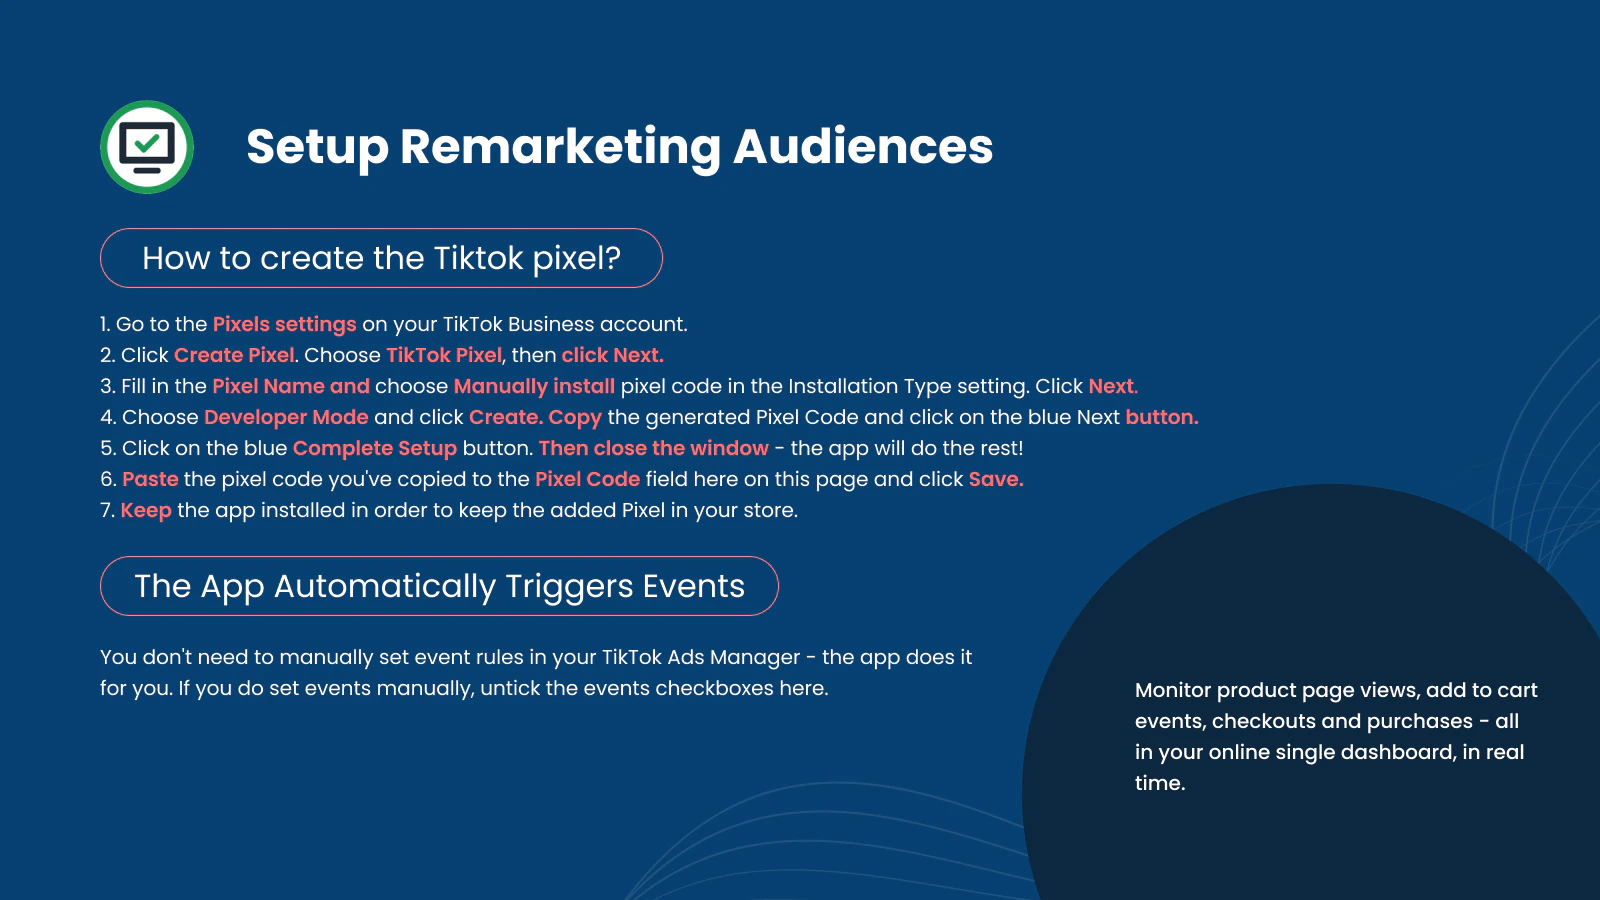 Setup Remarketing Audiences
How to create the Tiktok pixel?
1. Go to the Pixels settings on your TikTok Business account.
2. Click Create Pixel. Choose TikTok Pixel, then click Next.
3. Fill in the Pixel Name and choose Manually install pixel code in the Installation Type setting. Click Next.
4. Choose Developer Mode and click Create. Copy the generated Pixel Code and click on the blue Next button.
5. Click on the blue Complete Setup button. Then close the window - the app will do the rest!
6. Paste the pixel code you've copied to the Pixel Code field here on this page and click Save.
7. Keep the app installed in order to keep the added Pixel in your store.
The App Automatically Triggers Events
You don't need to manually set event rules in your TikTok Ads Manager - the app does it
for you. If you do set events manually, untick the events checkboxes here.
Monitor product page views, add to cart
events, checkouts and purchases - all
in your online single dashboard, in real
time.